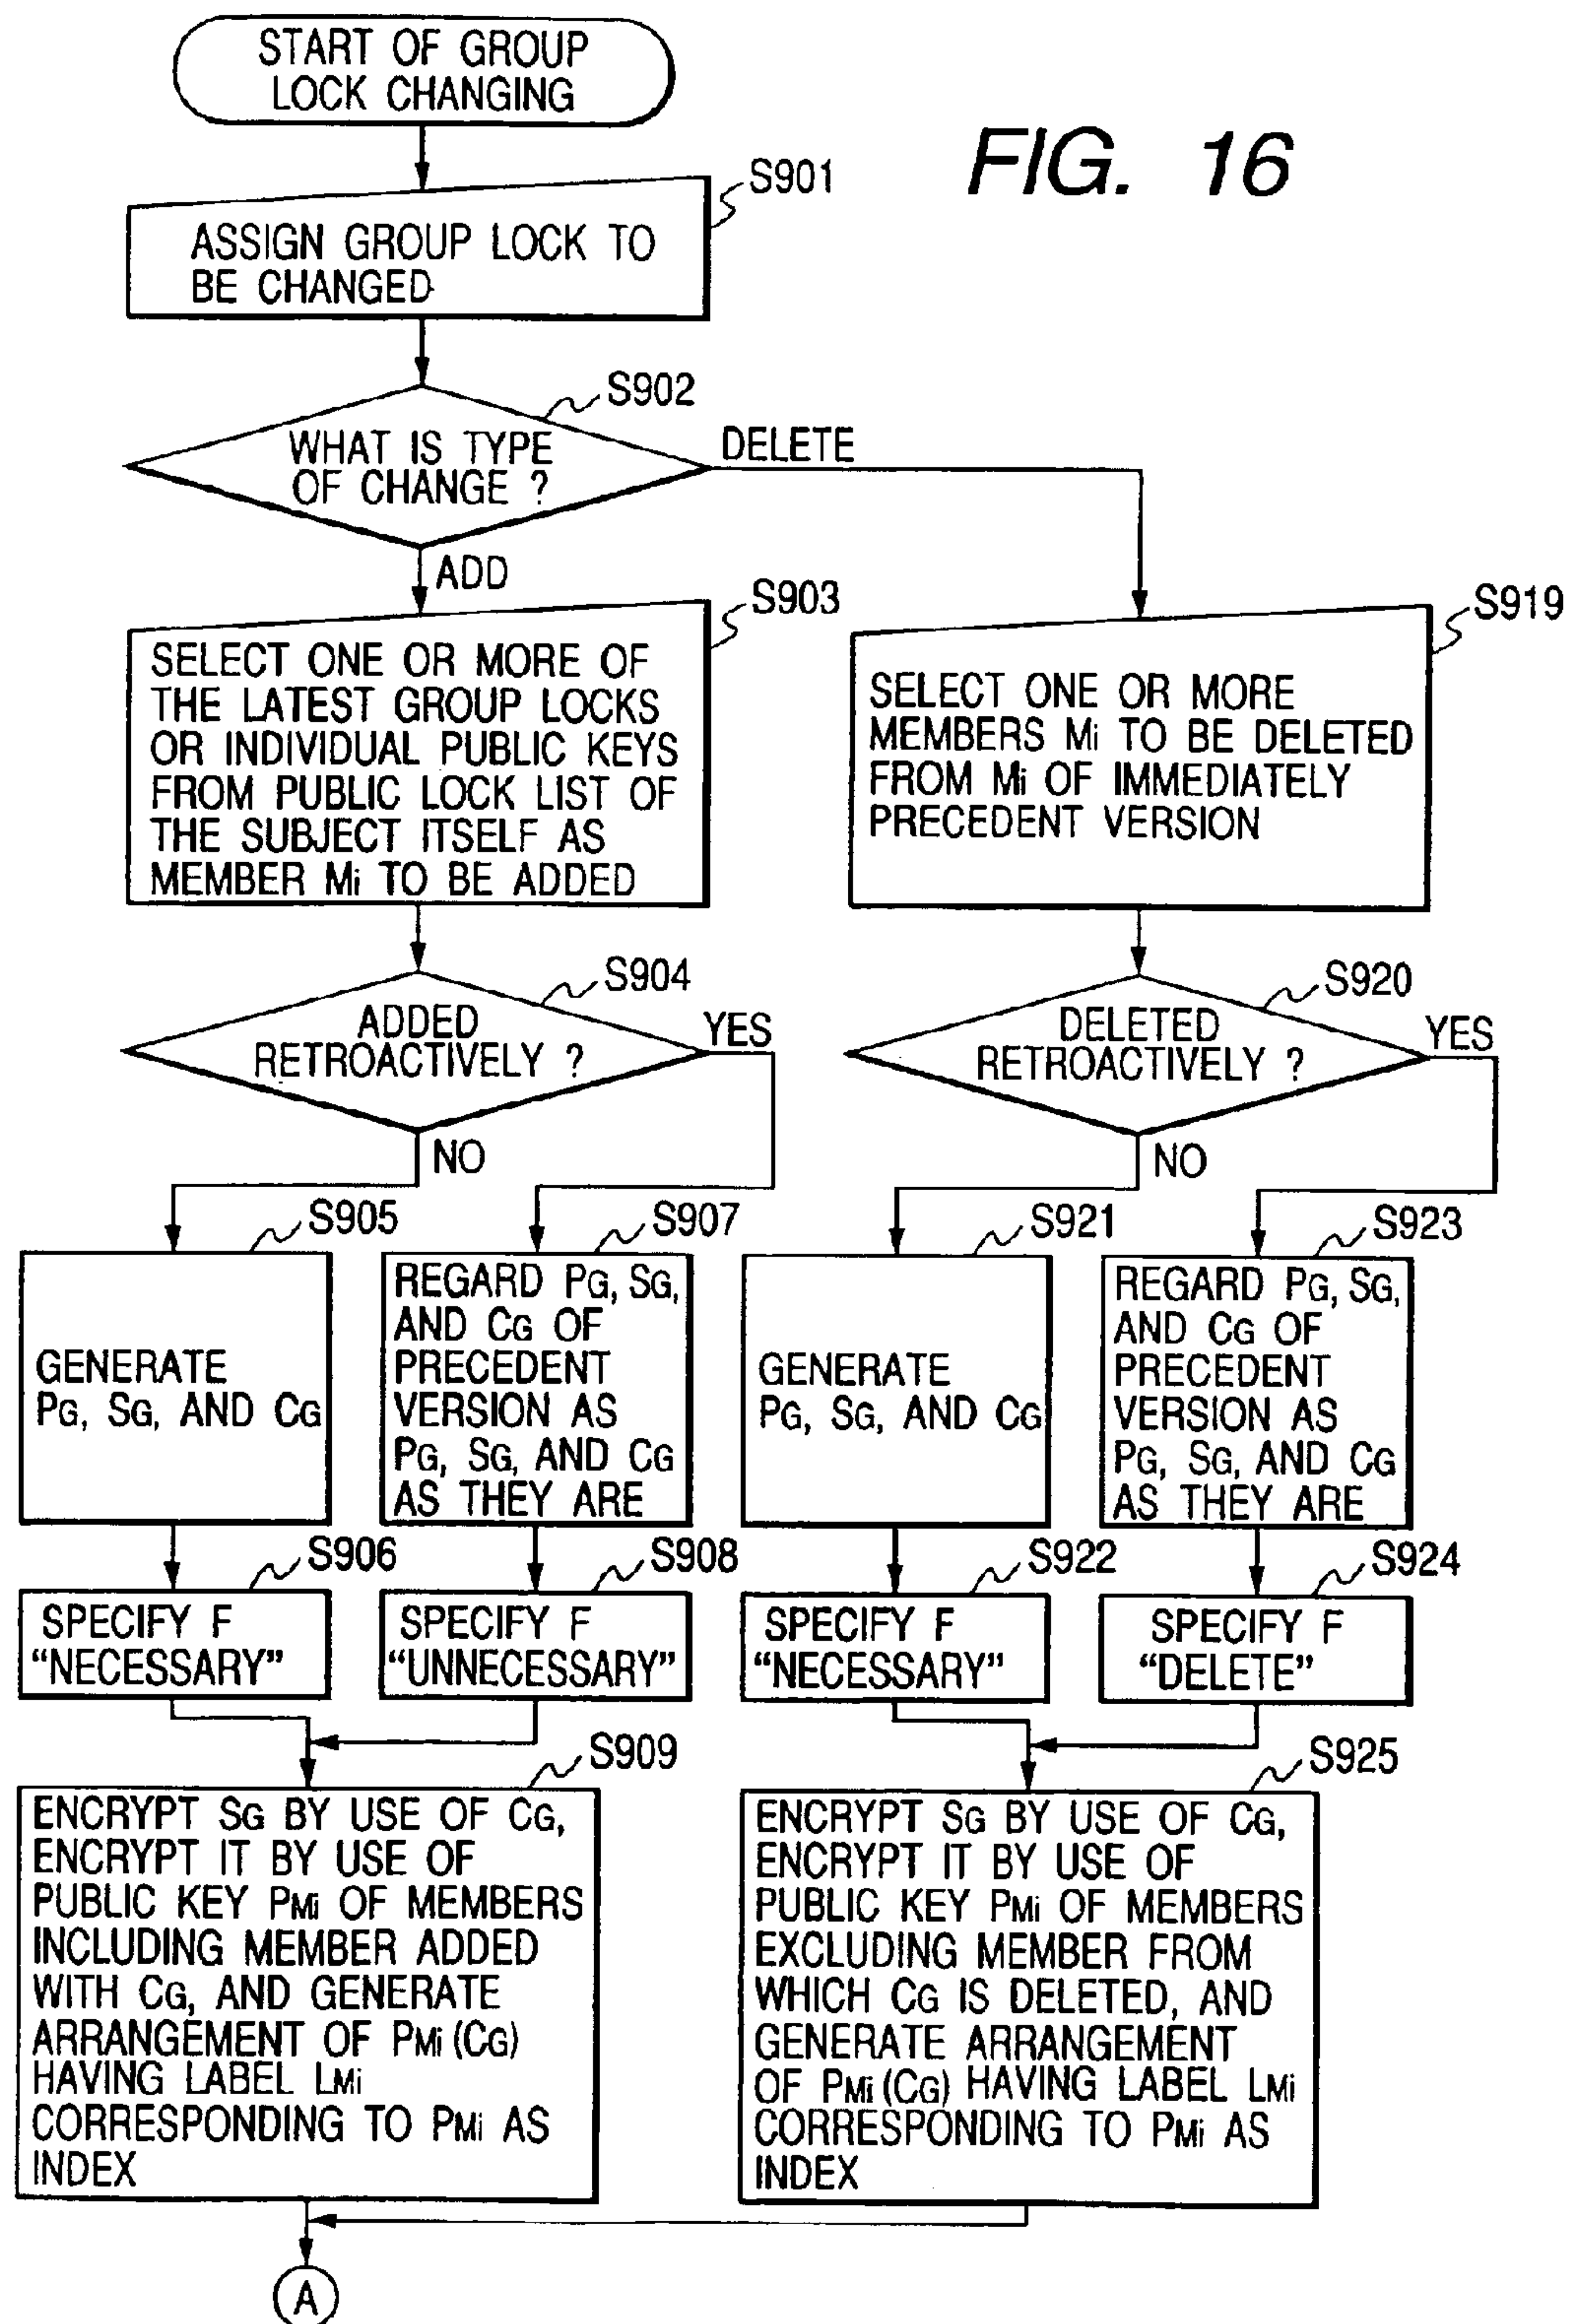 START OF GROUP
LOCK CHANGING
FIG. 16
S901
ASSIGN GROUP LOCK TO
BE CHANGED
S902
WHAT IS TYPE
OF CHANGE ?
DELETE
ADD
S903
SELECT ONE OR MORE OF
THE LATEST GROUP LOCKS
OR INDIVIDUAL PUBLIC KEYS
FROM PUBLIC LOCK LIST OF
THE SUBJECT ITSELF AS
MEMBER Mi TO BE ADDED
S919
SELECT ONE OR MORE
MEMBERS Mi TO BE DELETED
FROM Mi OF IMMEDIATELY
PRECEDENT VERSION
S904
ADDED
RETROACTIVELY ?
YES
NO
S920
DELETED
RETROACTIVELY ?
YES
NO
S905
GENERATE
PG, SG, AND CG
S907
REGARD PG, SG,
AND CG OF
PRECEDENT
VERSION AS
PG, SG, AND CG
AS THEY ARE
S921
GENERATE
PG, SG, AND CG
S923
REGARD PG, SG,
AND CG OF
PRECEDENT
VERSION AS
PG, SG, AND CG
AS THEY ARE
S906
SPECIFY F
“NECESSARY”
S908
SPECIFY F
“UNNECESSARY”
S922
SPECIFY F
“NECESSARY”
S924
SPECIFY F
“DELETE”
S909
ENCRYPT SG BY USE OF CG,
ENCRYPT IT BY USE OF
PUBLIC KEY PMi OF MEMBERS
INCLUDING MEMBER ADDED
WITH CG, AND GENERATE
ARRANGEMENT OF PMi (CG)
HAVING LABEL LMi
CORRESPONDING TO PMi AS
INDEX
S925
ENCRYPT SG BY USE OF CG,
ENCRYPT IT BY USE OF
PUBLIC KEY PMi OF MEMBERS
EXCLUDING MEMBER FROM
WHICH CG IS DELETED, AND
GENERATE ARRANGEMENT
OF PMi (CG) HAVING LABEL LMi
CORRESPONDING TO PMi AS
INDEX
A